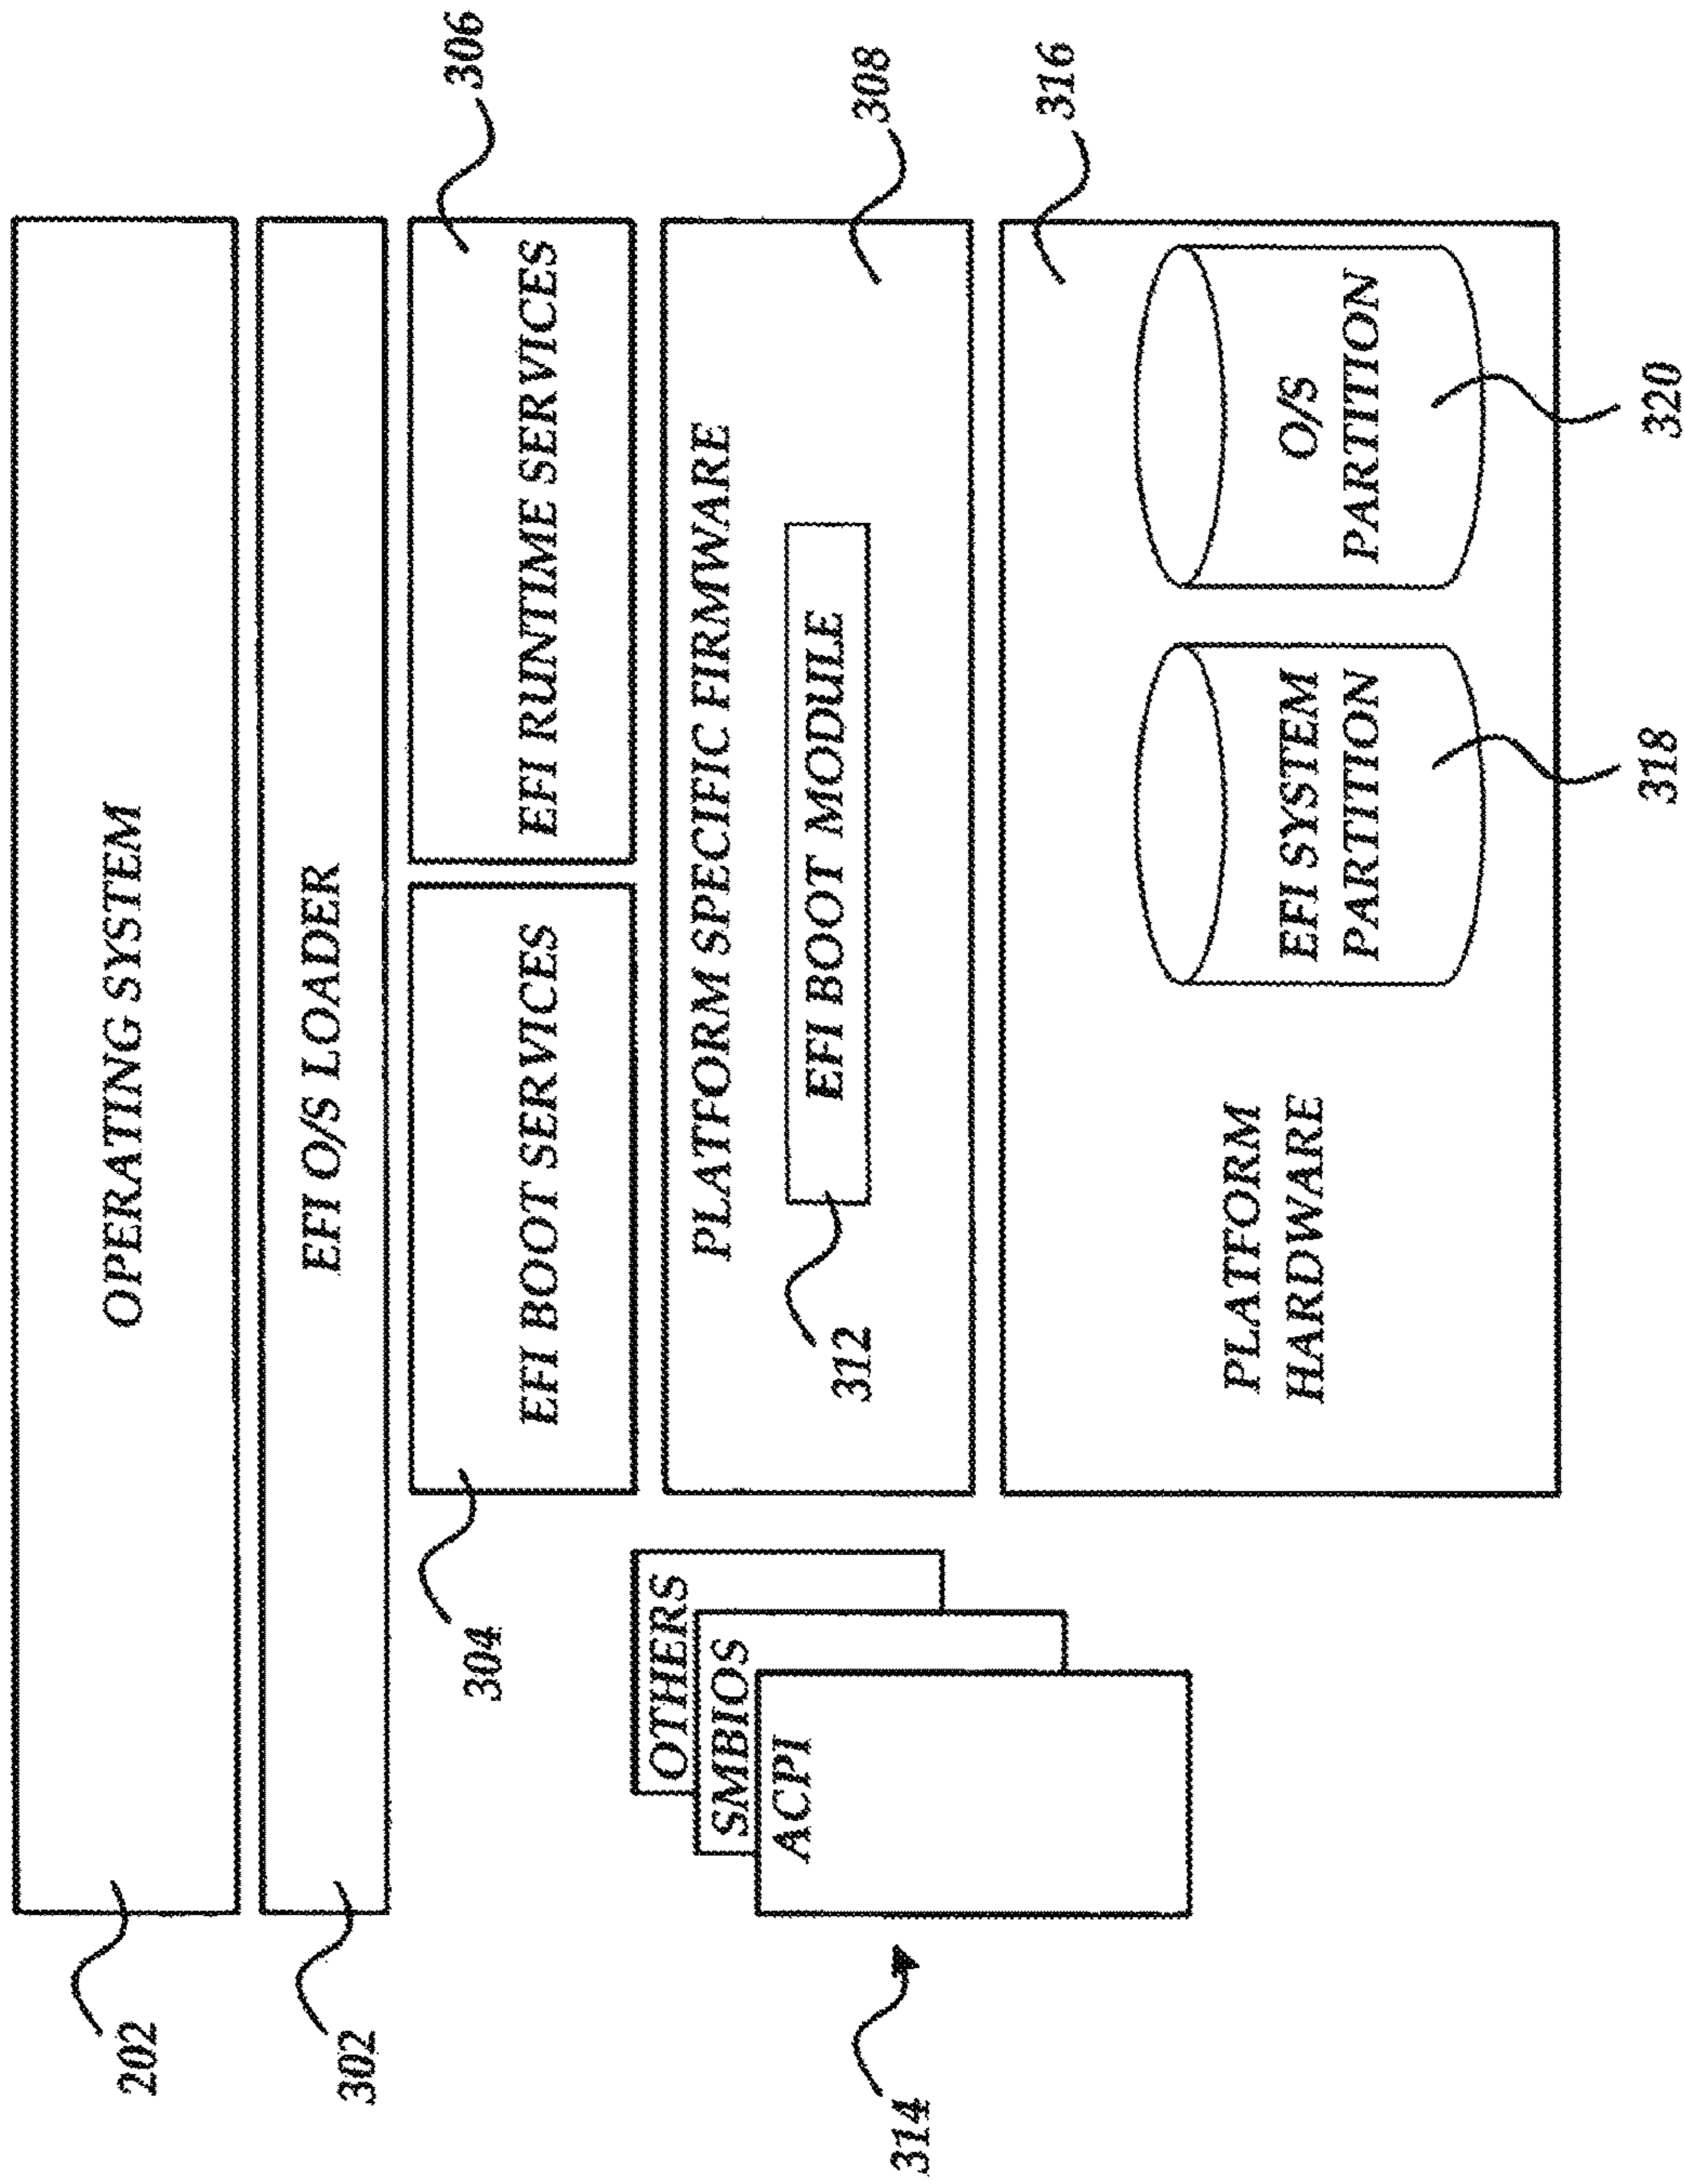 OPERATING SYSTEM
202
EFI O/S LOADER
302
EFI BOOT SERVICES
304
EFI RUNTIME SERVICES
306
PLATFORM SPECIFIC FIRMWARE
308
EFI BOOT MODULE
312
OTHERS
SMBIOS
ACPI
314
316
PLATFORM
HARDWARE
EFI SYSTEM
PARTITION
318
O/S
PARTITION
320